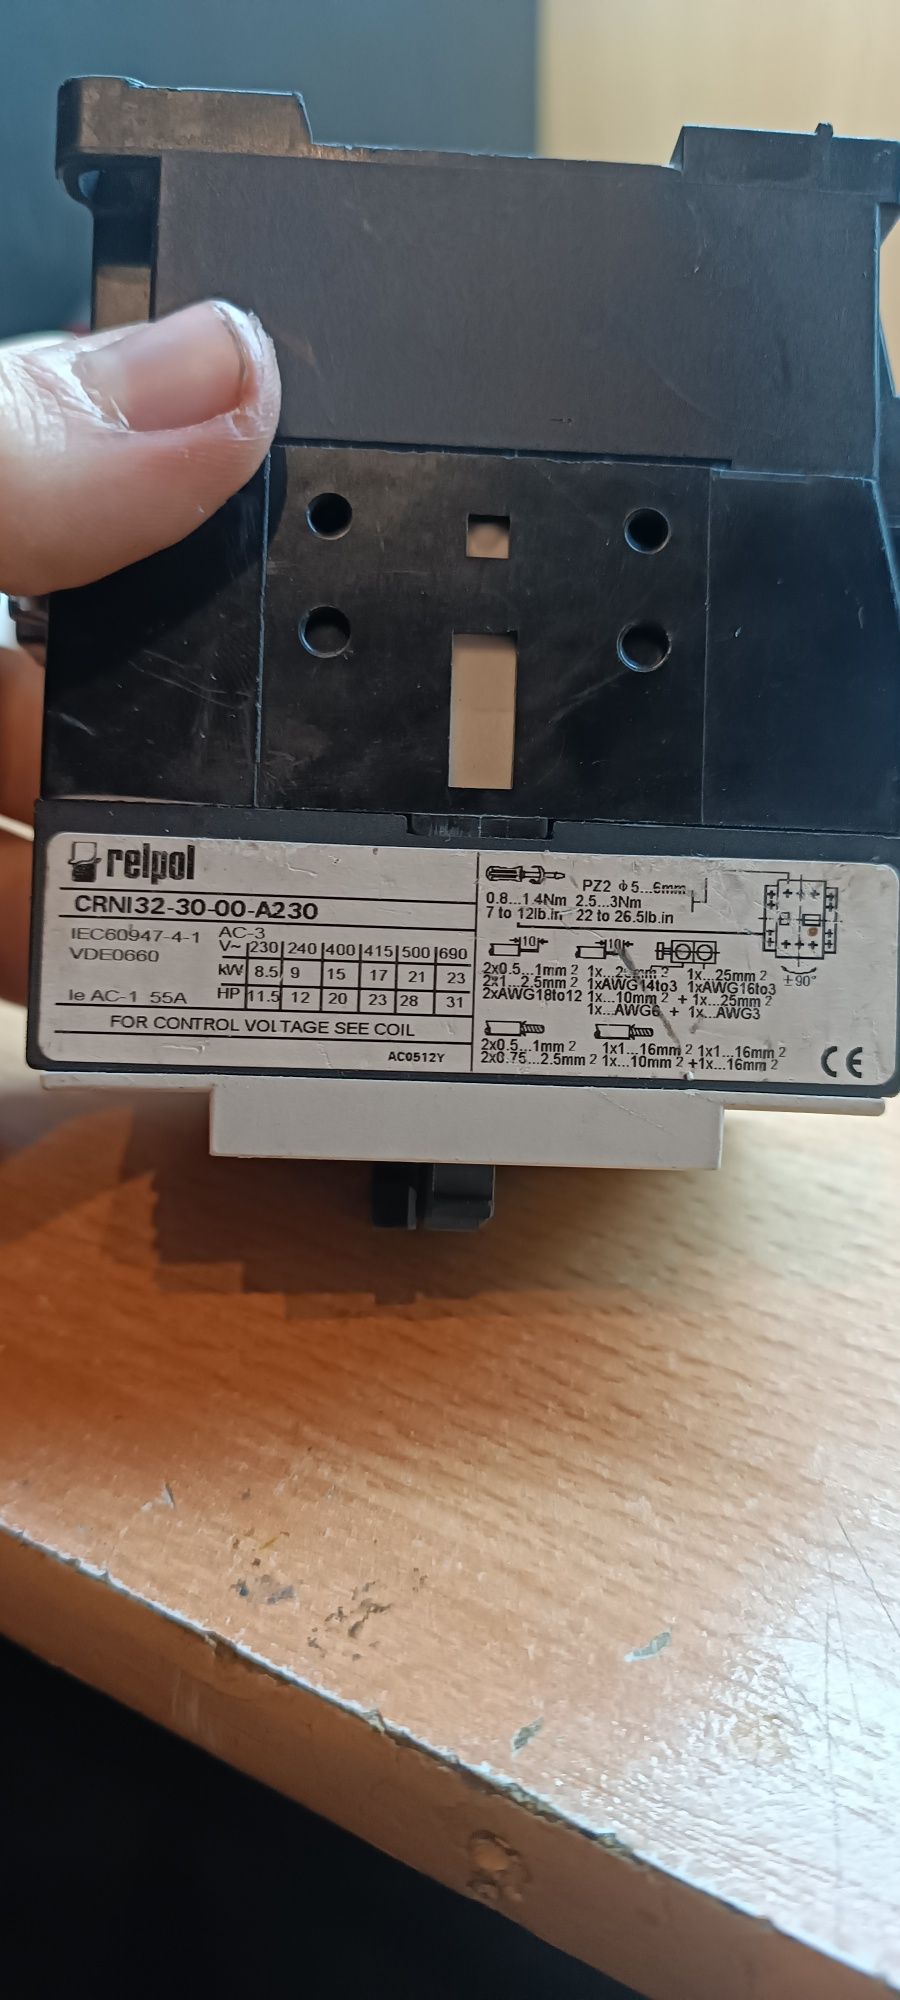 relpol
CRNI32-30-00-A230
IEC60947-4-1
VDE0660
Ie AC-1 55A
AC-3
V~ 230 240 400 415 500 690
kW 8.5 9 15 17 21 23
HP 11.5 12 20 23 28 31
FOR CONTROL VOLTAGE SEE COIL
AC0512Y
PZ2 ϕ5...6mm
0.8...1.4Nm 2.5...3Nm
7 to 12lb.in 22 to 26.5lb.in
10 10
2x0.5...1mm 2 1x...25mm 2 1x...25mm 2
2x1...2.5mm 2 1xAWG14to3 1xAWG16to3
2xAWG18to12 1x...10mm 2 + 1x...25mm 2
1x...AWG6 + 1x...AWG3
±90°
2x0.5...1mm 2 1x1...16mm 2 1x1...16mm 2
2x0.75...2.5mm 2 1x...10mm 2 +1x...16mm 2
CE